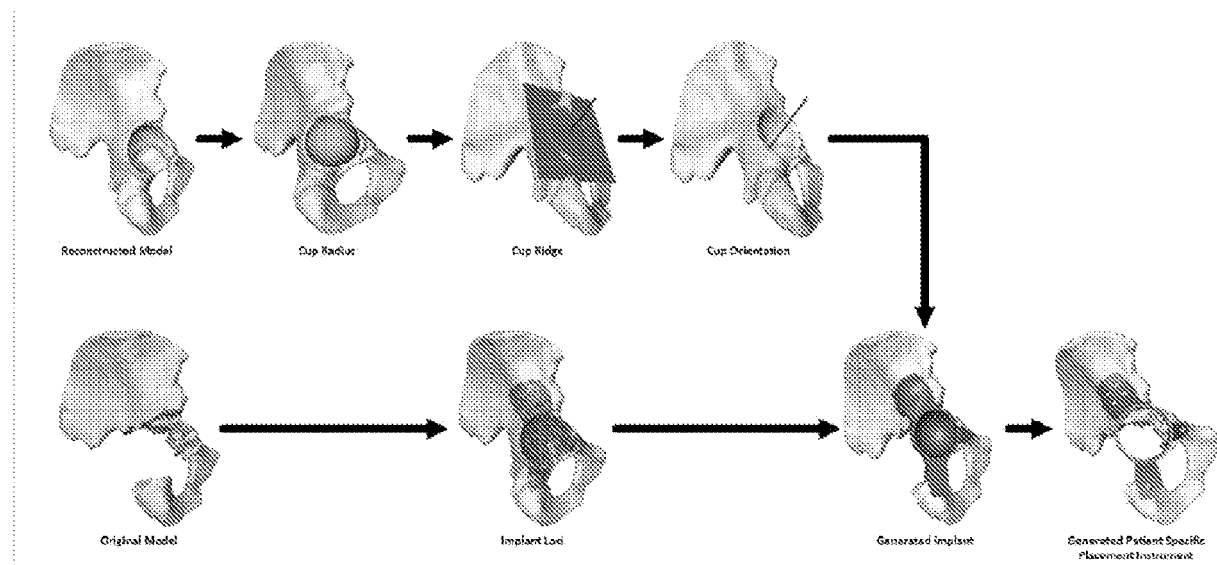 Reconstructed Model
Cup Radius
Cup Ridge
Cup Orientation
Original Model
Implant Loci
Generated Implant
Generated Patient Specific
Placement Instrument